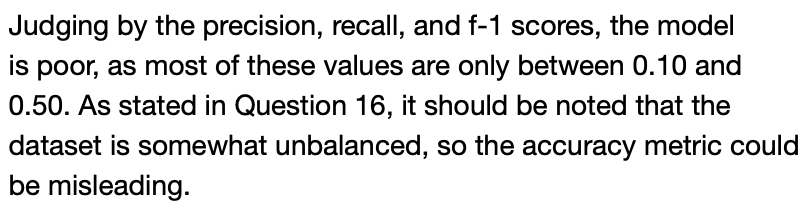 Judging by the precision, recall, and f-1 scores, the model
is poor, as most of these values are only between 0.10 and
0.50. As stated in Question 16, it should be noted that the
dataset is somewhat unbalanced, so the accuracy metric could
be misleading.